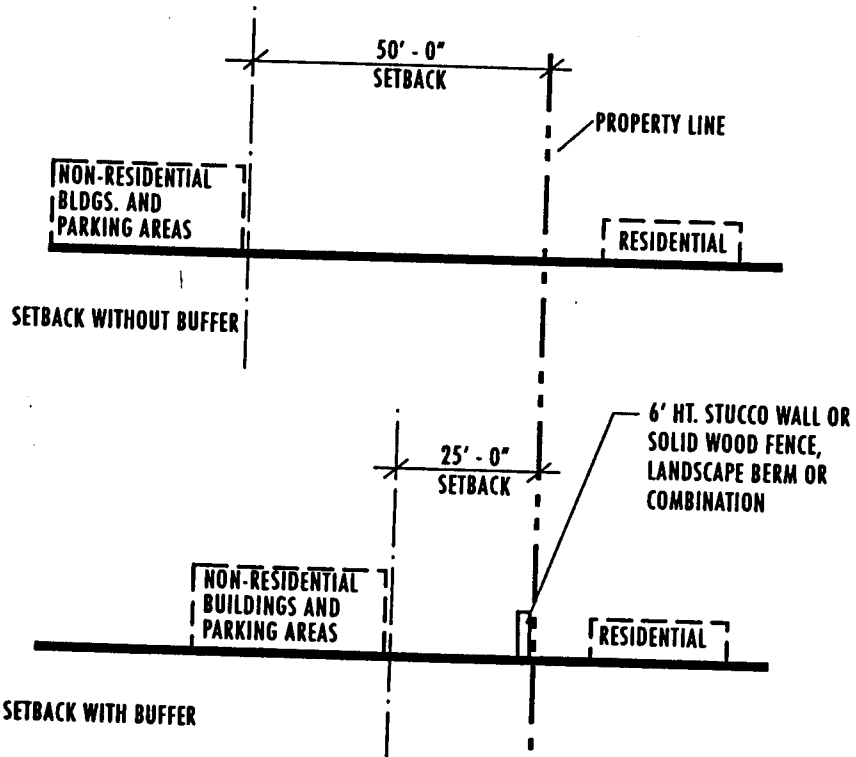 50' - 0"
SETBACK
PROPERTY LINE
NON-RESIDENTIAL
BLDGS. AND
PARKING AREAS
RESIDENTIAL
SETBACK WITHOUT BUFFER
6' HT. STUCCO WALL OR
SOLID WOOD FENCE,
LANDSCAPE BERM OR
COMBINATION
25' - 0"
SETBACK
NON-RESIDENTIAL
BUILDINGS AND
PARKING AREAS
RESIDENTIAL
SETBACK WITH BUFFER